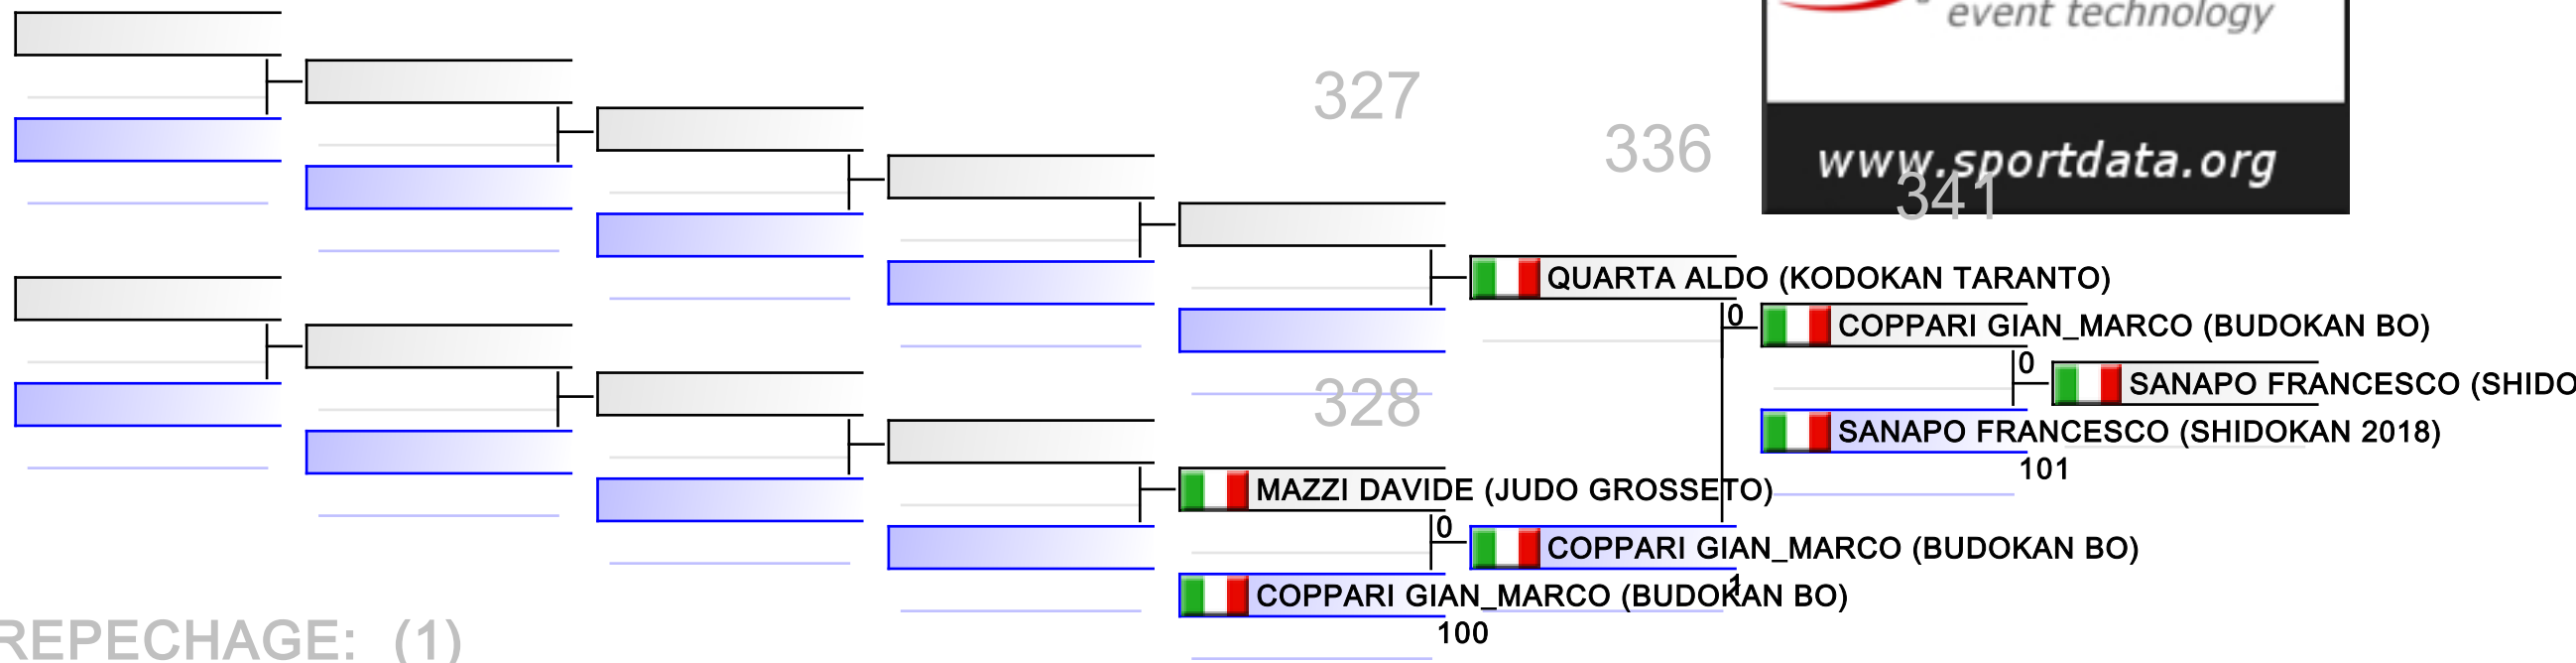 event technology
327
336
www.sportdata.org
341
QUARTA ALDO (KODOKAN TARANTO)
0
COPPARI GIAN_MARCO (BUDOKAN BO)
0
SANAPO FRANCESCO (SHIDO
328
SANAPO FRANCESCO (SHIDOKAN 2018)
101
MAZZI DAVIDE (JUDO GROSSETO)
0
COPPARI GIAN_MARCO (BUDOKAN BO)
1
COPPARI GIAN_MARCO (BUDOKAN BO)
100
REPECHAGE: (1)